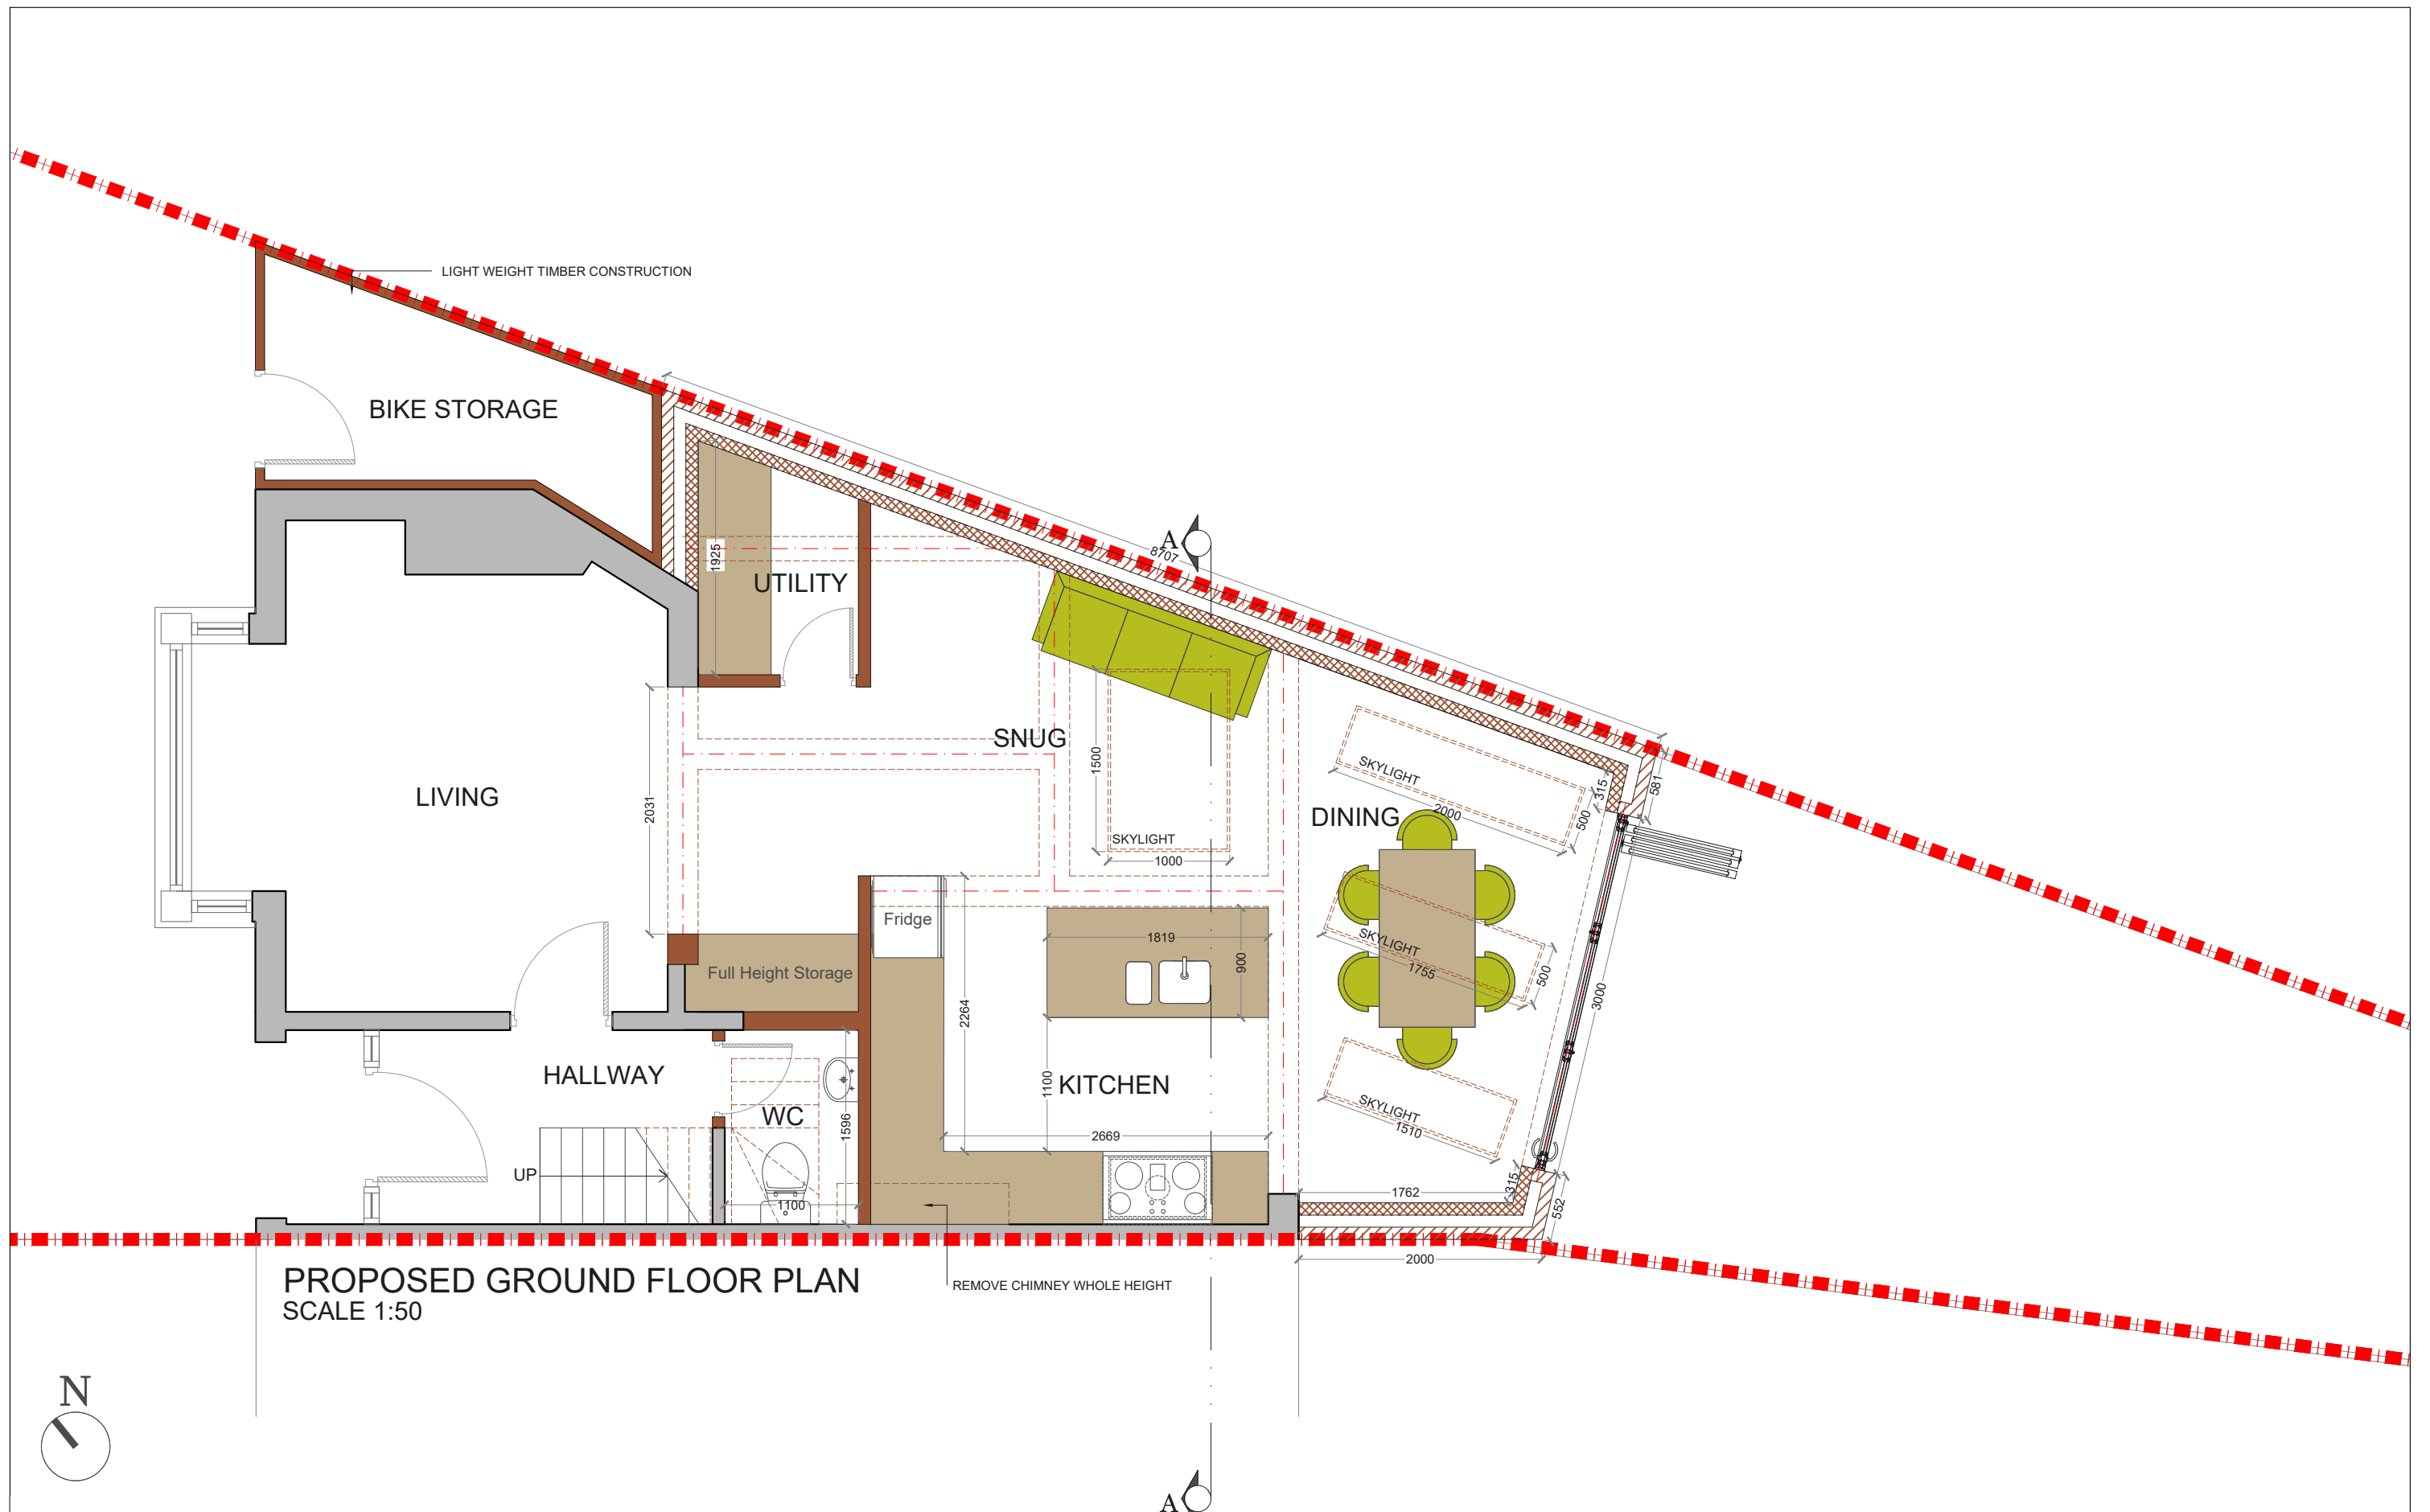 LIGHT WEIGHT TIMBER CONSTRUCTION
BIKE STORAGE
A
8707
1925
UTILITY
SNUG
1500
SKYLIGHT
1000
LIVING
2031
DINING
SKYLIGHT
2000
500
315
581
SKYLIGHT
1755
500
3000
Fridge
1819
900
Full Height Storage
2264
1100
KITCHEN
2669
HALLWAY
WC
1596
1100
UP
SKYLIGHT
1510
1762
315
552
2000
PROPOSED GROUND FLOOR PLAN
SCALE 1:50
REMOVE CHIMNEY WHOLE HEIGHT
N
A